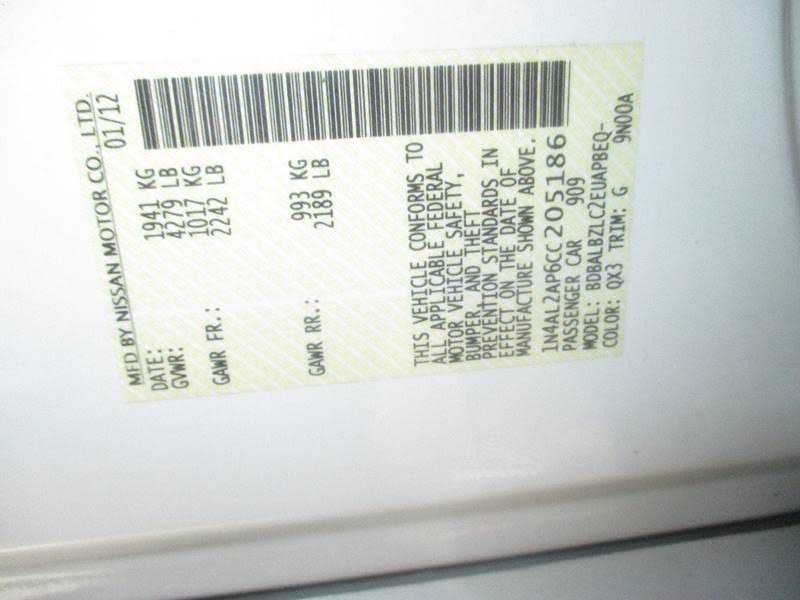 MFD BY NISSAN MOTOR CO., LTD.
DATE: 01/12
GVWR: 1941 KG
4279 LB
GAWR FR.: 1017 KG
2242 LB
GAWR RR.: 993 KG
2189 LB
THIS VEHICLE CONFORMS TO
ALL APPLICABLE FEDERAL
MOTOR VEHICLE SAFETY,
BUMPER, AND THEFT
PREVENTION STANDARDS IN
EFFECT ON THE DATE OF
MANUFACTURE SHOWN ABOVE.
1N4AL2AP6CC205186
PASSENGER CAR 909
MODEL: BDBALBZLC2EUAPBEQ-
COLOR: QX3 TRIM: G 9N00A